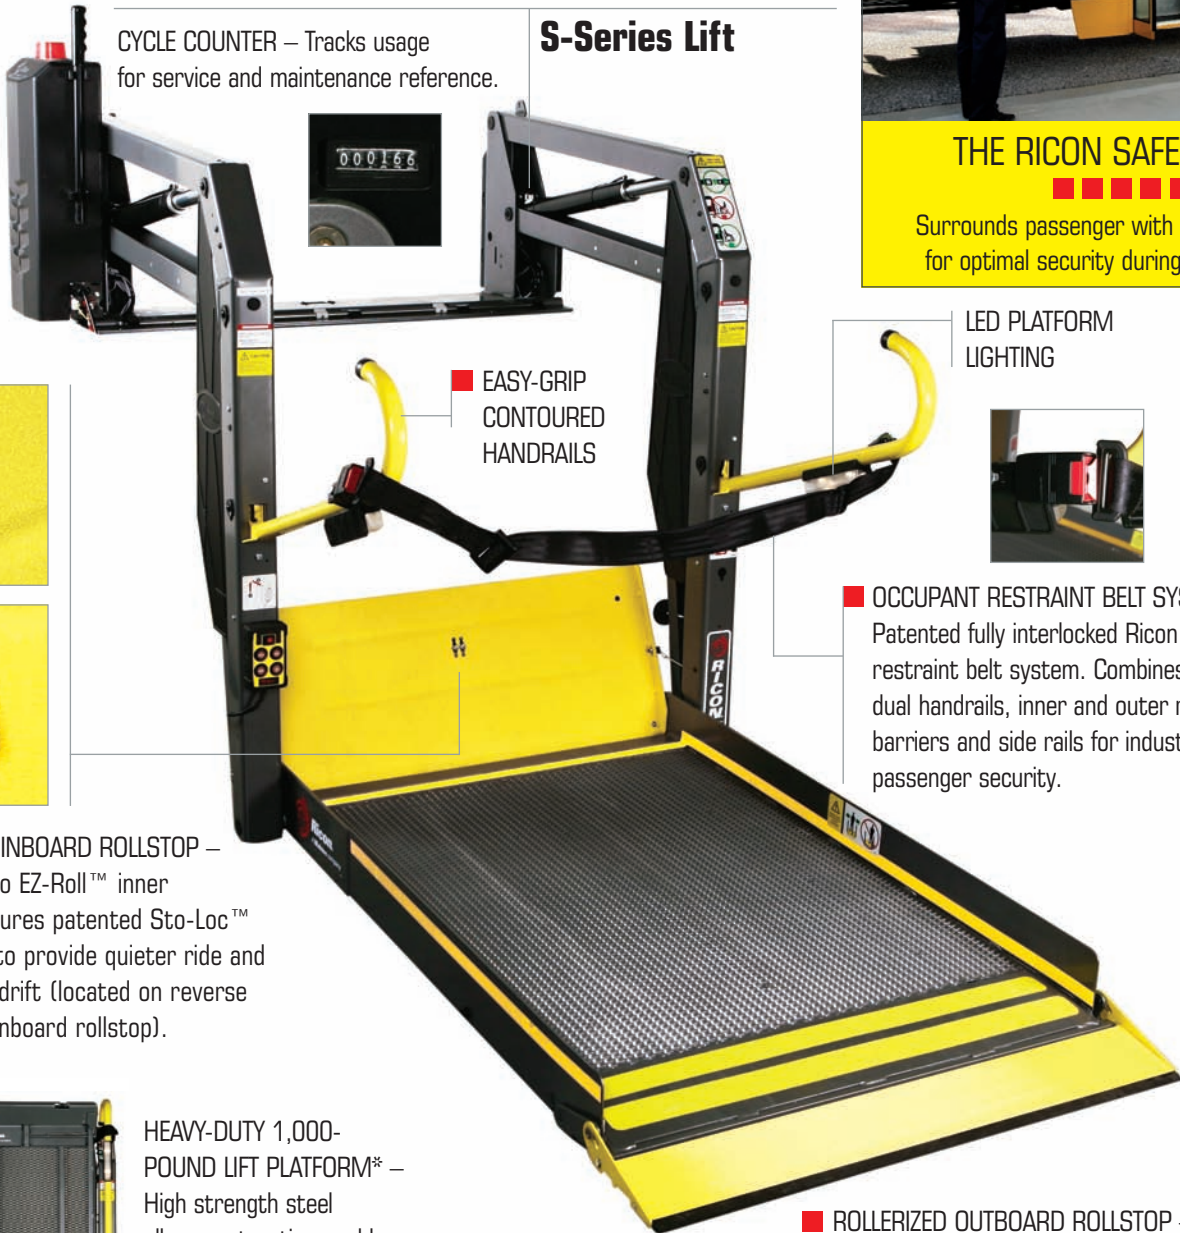 CYCLE COUNTER – Tracks usage
for service and maintenance reference.
S-Series Lift
000166
THE RICON SAFE
Surrounds passenger with
for optimal security during
LED PLATFORM
LIGHTING
EASY-GRIP
CONTOURED
HANDRAILS
OCCUPANT RESTRAINT BELT SYS
Patented fully interlocked Ricon
restraint belt system. Combines
dual handrails, inner and outer
barriers and side rails for indust
passenger security.
RICON
Ricon
INBOARD ROLLSTOP –
EZ-Roll™ inner
ures patented Sto-Loc™
to provide quieter ride and
drift (located on reverse
nboard rollstop).
HEAVY-DUTY 1,000-
POUND LIFT PLATFORM* –
High strength steel
ROLLERIZED OUTBOARD ROLLSTOP